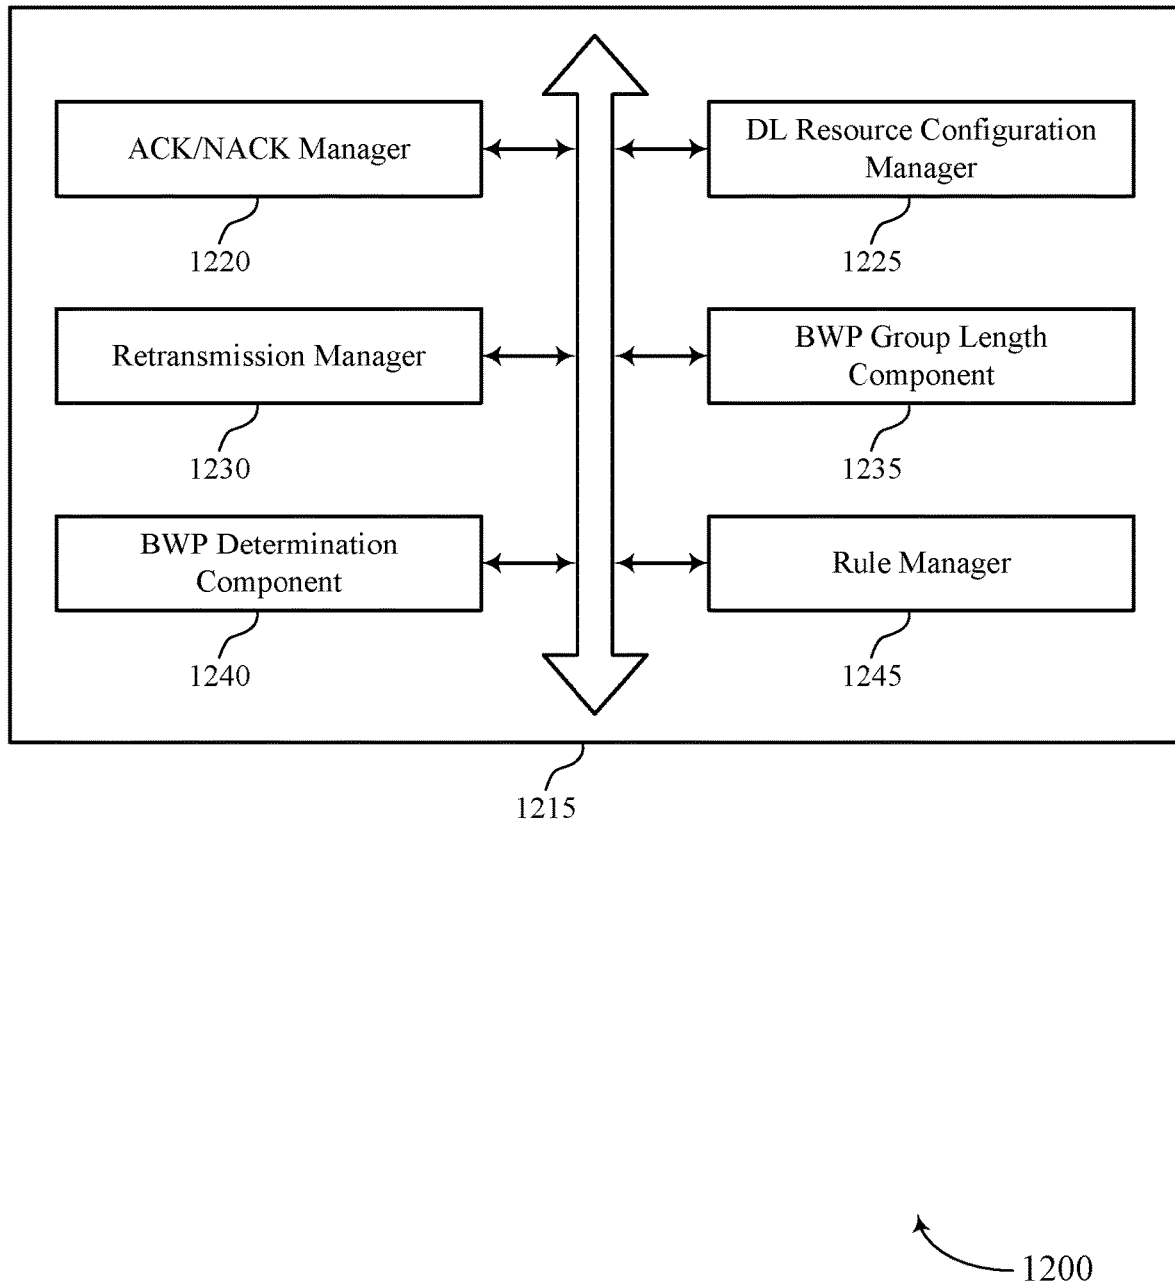 ACK/NACK Manager
DL Resource Configuration
Manager
1220
1225
Retransmission Manager
BWP Group Length
Component
1230
1235
BWP Determination
Component
Rule Manager
1240
1245
1215
1200